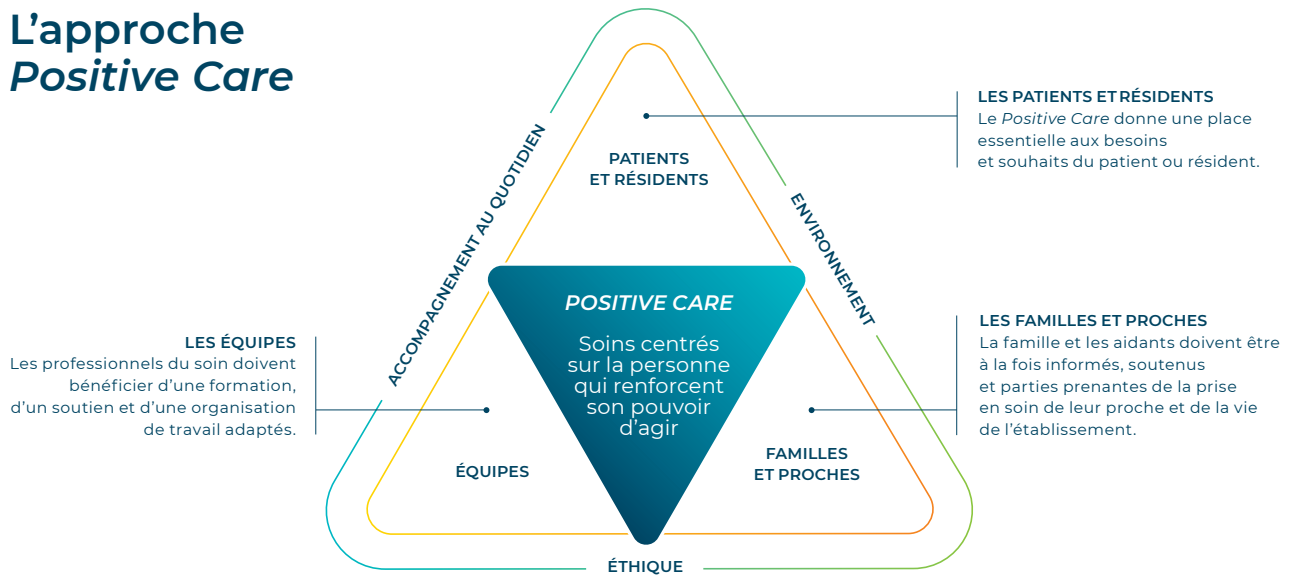 L’approche
Positive Care
LES PATIENTS ET RÉSIDENTS
Le Positive Care donne une place
essentielle aux besoins
et souhaits du patient ou résident.
PATIENTS
ET RÉSIDENTS
ACCOMPAGNEMENT AU QUOTIDIEN
ENVIRONNEMENT
POSITIVE CARE
Soins centrés
sur la personne
qui renforcent
son pouvoir
d’agir
LES ÉQUIPES
Les professionnels du soin doivent
bénéficier d’une formation,
d’un soutien et d’une organisation
de travail adaptés.
LES FAMILLES ET PROCHES
La famille et les aidants doivent être
à la fois informés, soutenus
et parties prenantes de la prise
en soin de leur proche et de la vie
de l’établissement.
ÉQUIPES
FAMILLES
ET PROCHES
ÉTHIQUE